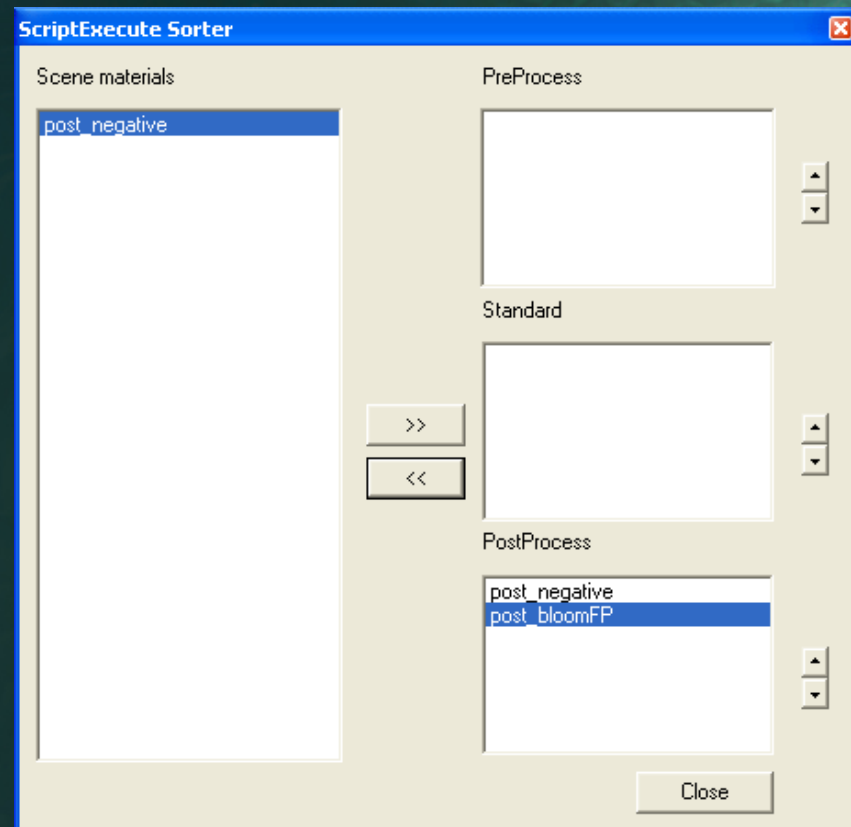 ScriptExecute Sorter
Scene materials
post_negative
>>
<<
PreProcess
Standard
PostProcess
post_negative
post_bloomFP
Close